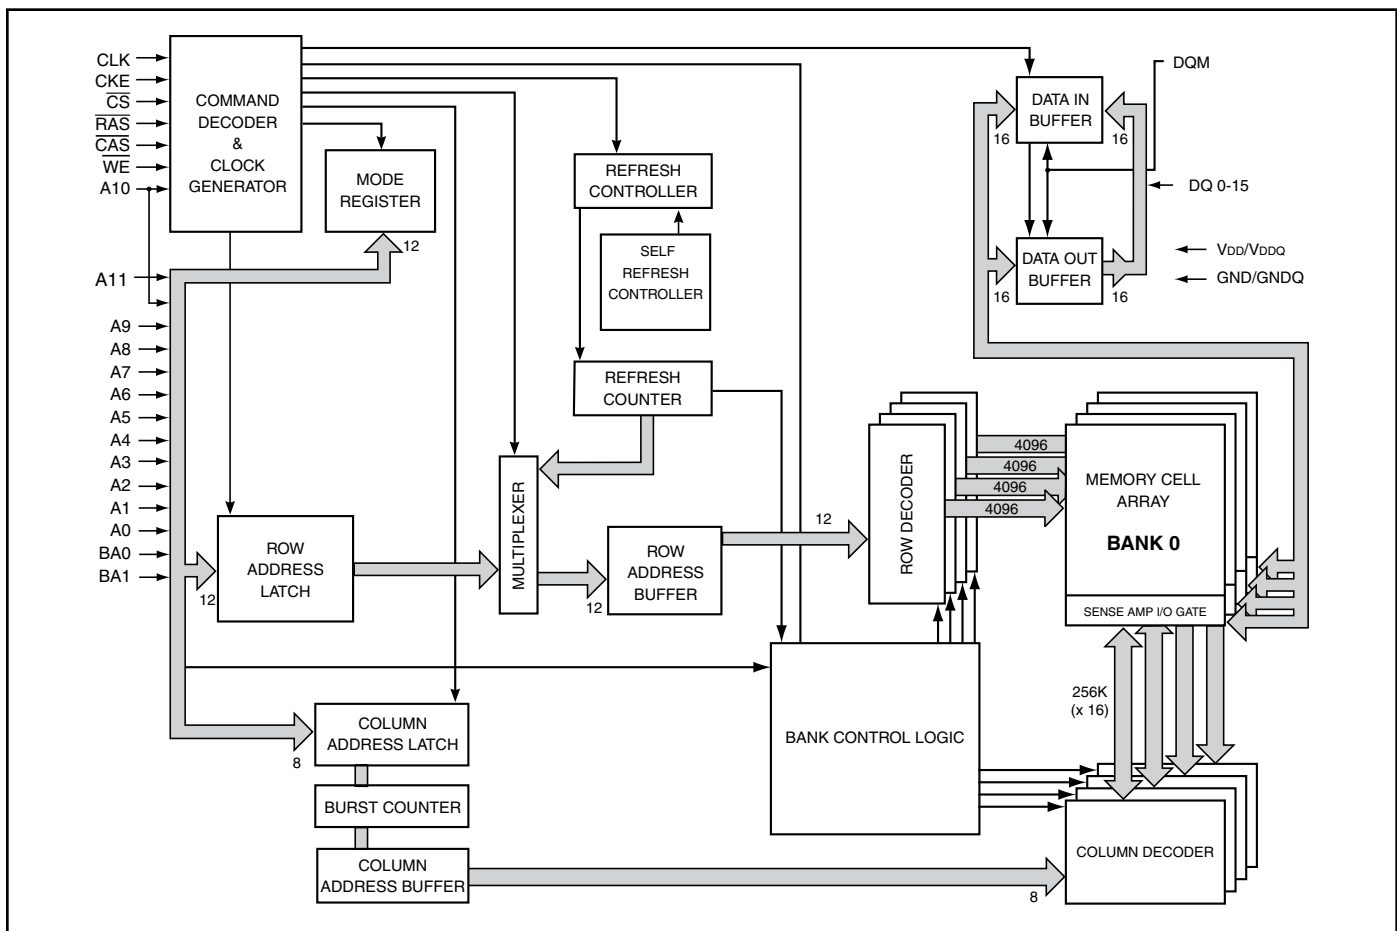 CLK
CKE
CS
RAS
CAS
WE
A10
A11
A9
A8
A7
A6
A5
A4
A3
A2
A1
A0
BA0
BA1
COMMAND
DECODER
&
CLOCK
GENERATOR
MODE
REGISTER
12
REFRESH
CONTROLLER
SELF
REFRESH
CONTROLLER
REFRESH
COUNTER
MULTIPLEXER
ROW
ADDRESS
LATCH
12
ROW
ADDRESS
BUFFER
12
12
COLUMN
ADDRESS LATCH
8
BURST COUNTER
COLUMN
ADDRESS BUFFER
8
BANK CONTROL LOGIC
ROW DECODER
4096
4096
4096
4096
MEMORY CELL
ARRAY
BANK 0
SENSE AMP I/O GATE
256K
(x 16)
COLUMN DECODER
DATA IN
BUFFER
16
16
DATA OUT
BUFFER
16
16
DQM
DQ 0-15
VDD/VDDQ
GND/GNDQ